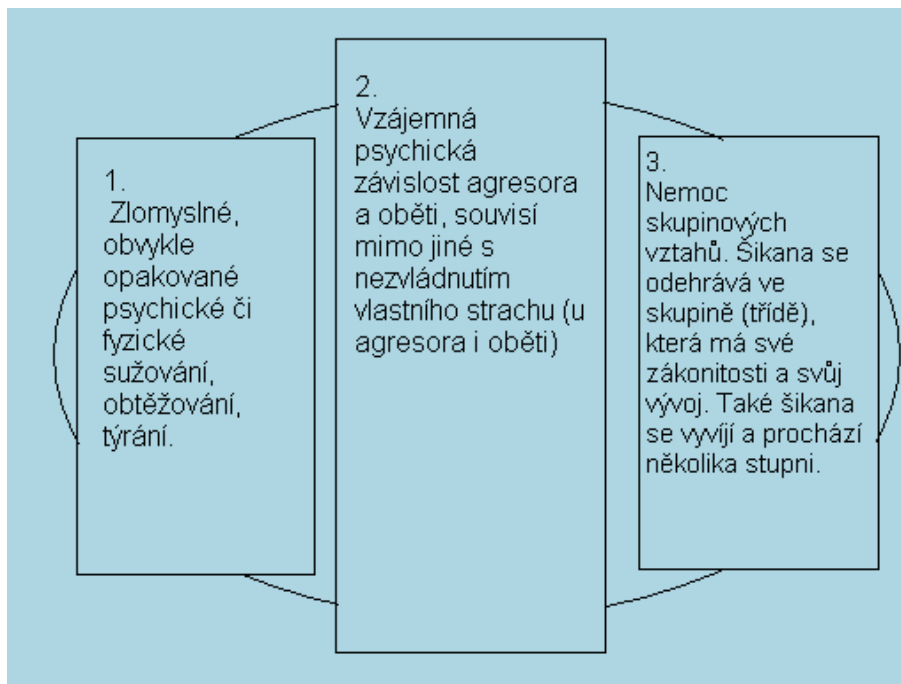 1.
Zlomyslné,
obvykle
opakované
psychické či
fyzické
sužování,
obtěžování,
týrání.
2.
Vzájemná
psychická
závislost agresora
a oběti, souvisí
mimo jiné s
nezvládnutím
vlastního strachu (u
agresora i oběti)
3.
Nemoc
skupinových
vztahů. Šikana se
odehrává ve
skupině (třídě),
která má své
zákonitosti a svůj
vývoj. Také šikana
se vyvíjí a prochází
několika stupni.